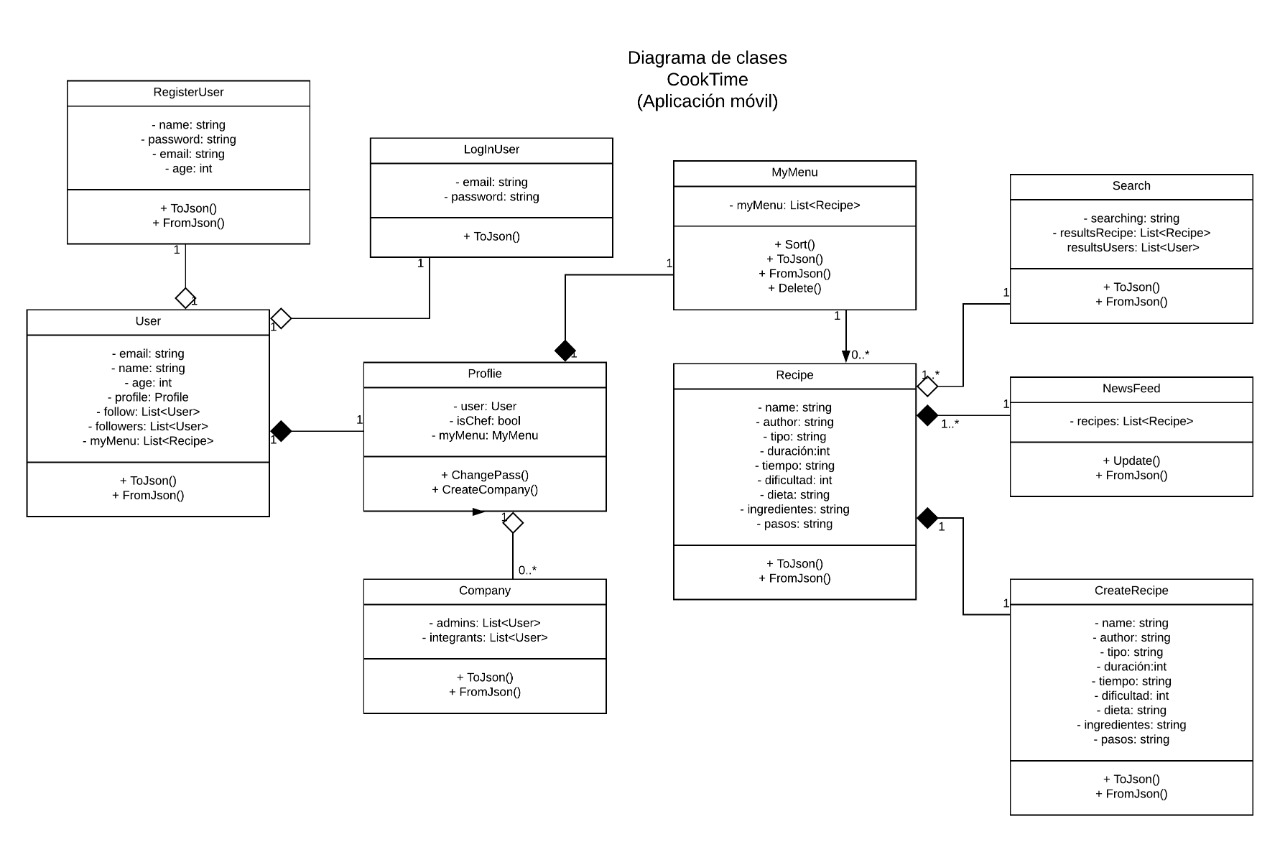 Diagrama de clases
CookTime
(Aplicación móvil)
RegisterUser
- name: string
- password: string
- email: string
- age: int
+ ToJson()
+ FromJson()
1
1
LogInUser
- email: string
- password: string
+ ToJson()
1
1
User
- email: string
- name: string
- age: int
- profile: Profile
- follow: List<User>
- followers: List<User>
- myMenu: List<Recipe>
+ ToJson()
+ FromJson()
1
1
Proflie
- user: User
- isChef: bool
- myMenu: MyMenu
+ ChangePass()
+ CreateCompany()
1
1
1
0..*
Company
- admins: List<User>
- integrants: List<User>
+ ToJson()
+ FromJson()
MyMenu
- myMenu: List<Recipe>
+ Sort()
+ ToJson()
+ FromJson()
+ Delete()
1
0..*
Recipe
- name: string
- author: string
- tipo: string
- duración:int
- tiempo: string
- dificultad: int
- dieta: string
- ingredientes: string
- pasos: string
+ ToJson()
+ FromJson()
1..*
1
1..*
1
1
1
Search
- searching: string
- resultsRecipe: List<Recipe>
resultsUsers: List<User>
+ ToJson()
+ FromJson()
NewsFeed
- recipes: List<Recipe>
+ Update()
+ FromJson()
CreateRecipe
- name: string
- author: string
- tipo: string
- duración:int
- tiempo: string
- dificultad: int
- dieta: string
- ingredientes: string
- pasos: string
+ ToJson()
+ FromJson()